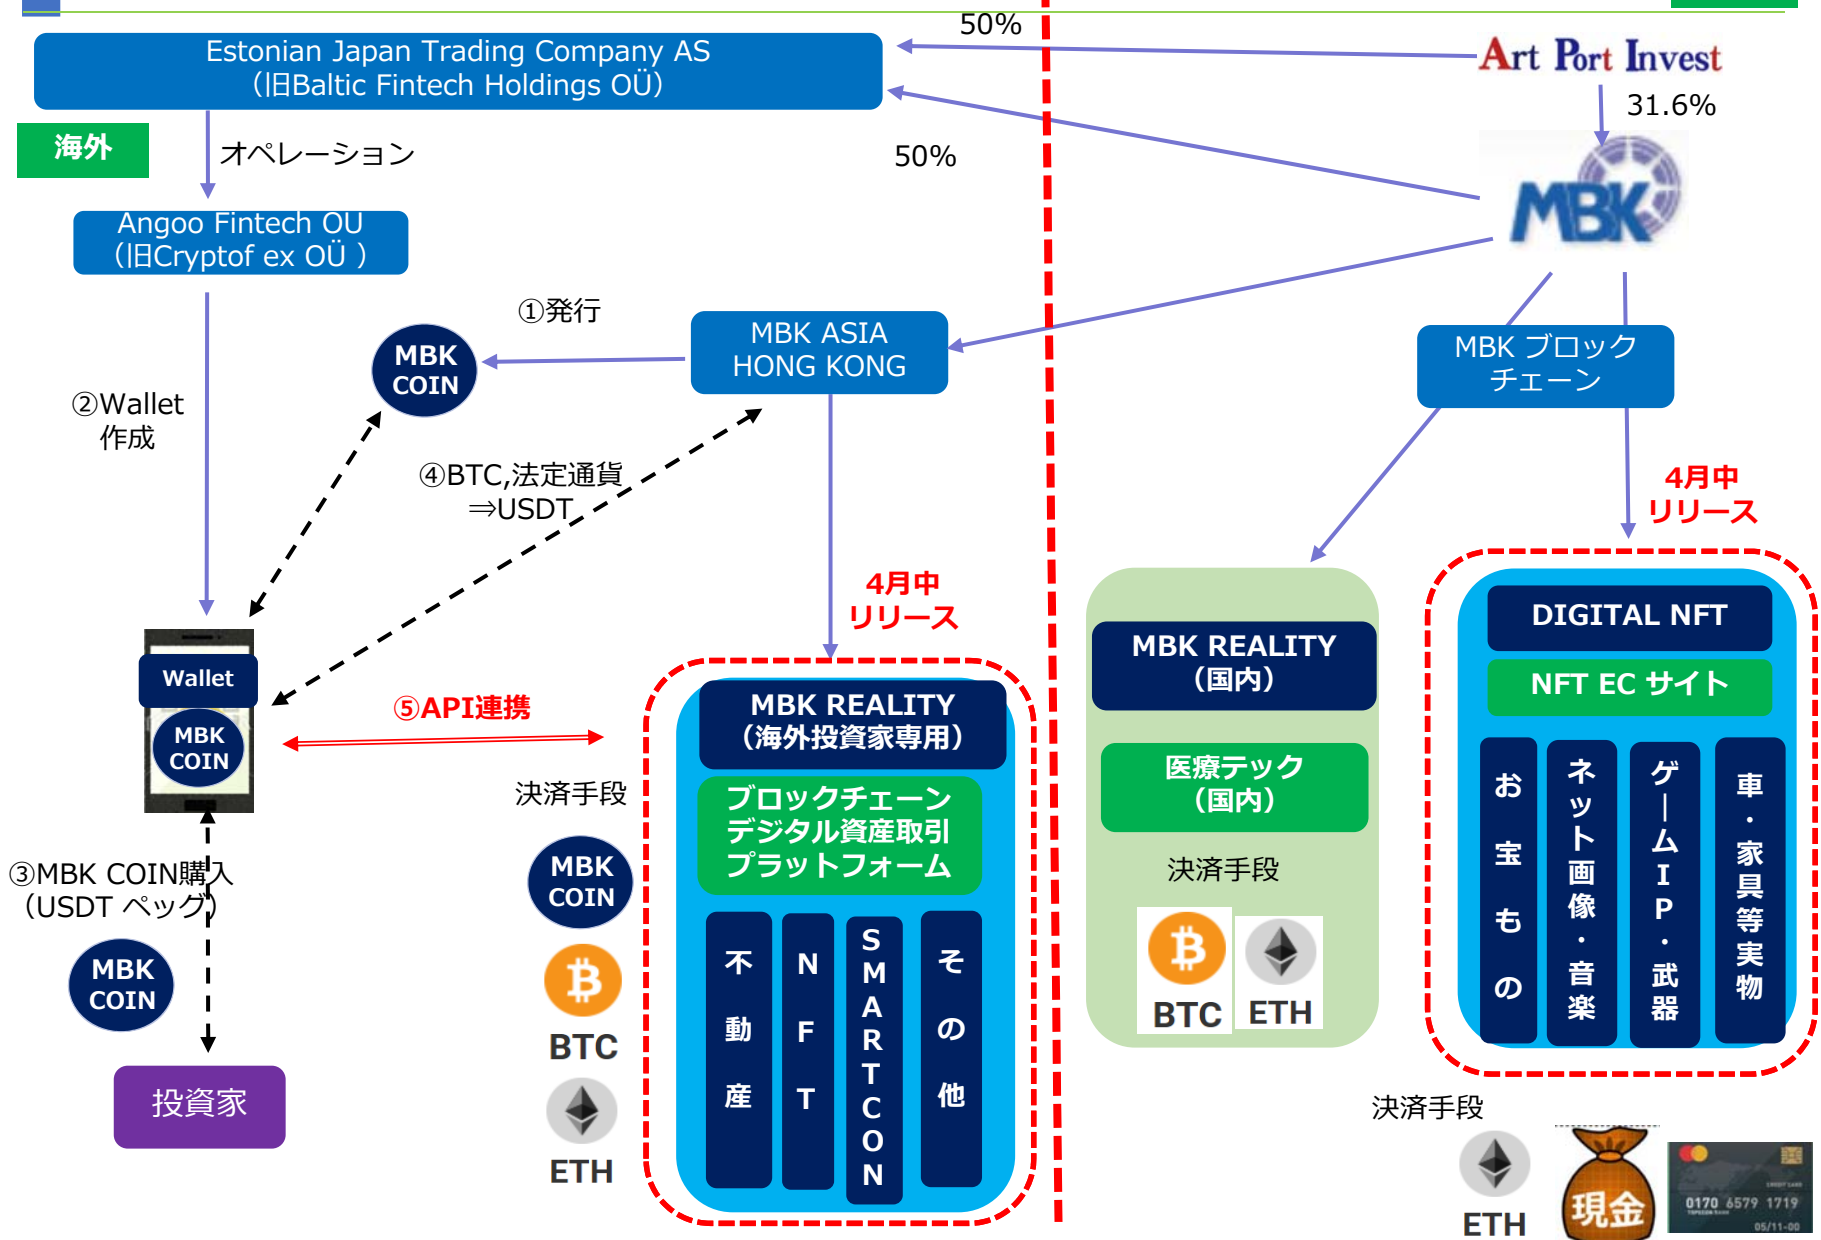 50%
Estonian Japan Trading Company AS
（旧Baltic Fintech Holdings OÜ）
Art Port Invest
31.6%
海外
オペレーション
50%
MBK
Angoo Fintech OU
（旧Cryptof ex OÜ ）
①発行
MBK
COIN
MBK ASIA
HONG KONG
MBK ブロック
チェーン
②Wallet
作成
④BTC,法定通貨
⇒USDT
4月中
リリース
4月中
リリース
Wallet
MBK
COIN
⑤API連携
MBK REALITY
（海外投資家専用）
ブロックチェーン
デジタル資産取引
プラットフォーム
不動産
NFT
SMARTCON
その他
決済手段
MBK
COIN
BTC
ETH
③MBK COIN購入
（USDT ペッグ）
MBK
COIN
投資家
MBK REALITY
（国内）
医療テック
（国内）
決済手段
BTC
ETH
DIGITAL NFT
NFT EC サイト
お宝もの
ネット画像・音楽
ゲームIP・武器
車・家具等実物
決済手段
ETH
現金
0170 6579 1719
05/11-00